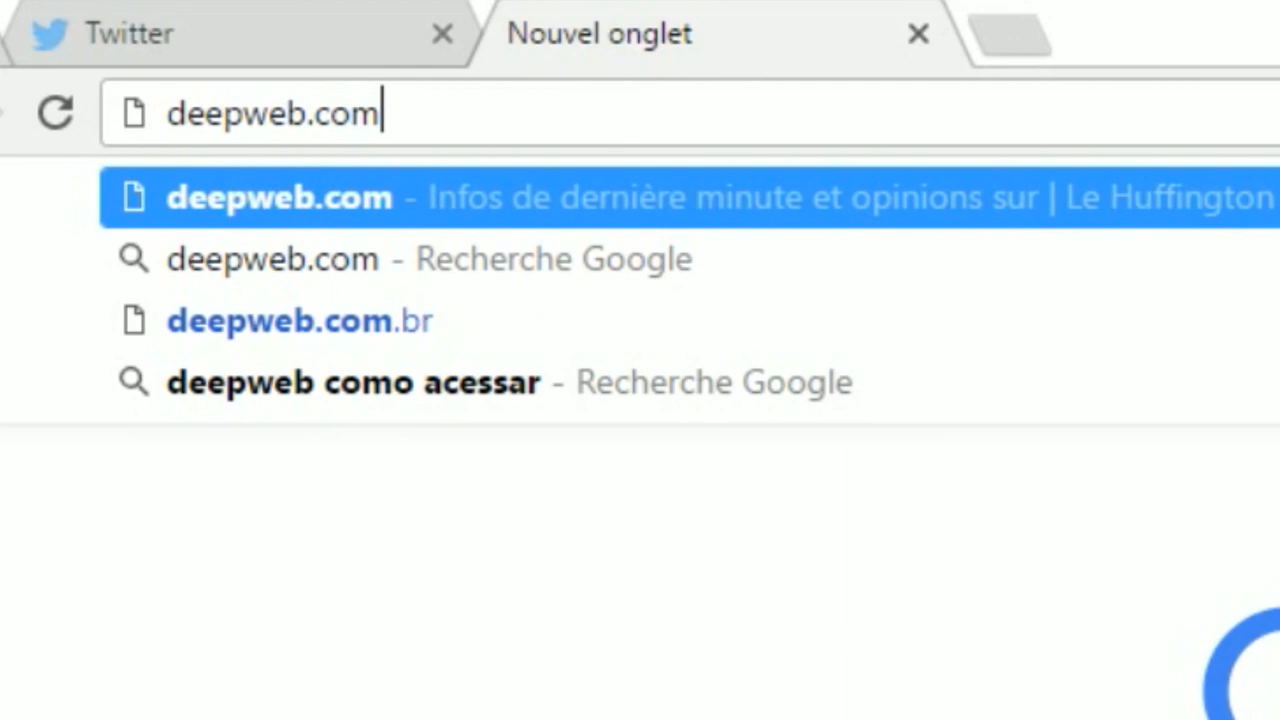 Twitter Nouvel onglet
deepweb.com
deepweb.com - Infos de dernière minute et opinions sur | Le Huffington
deepweb.com - Recherche Google
deepweb.com.br
deepweb como acessar - Recherche Google